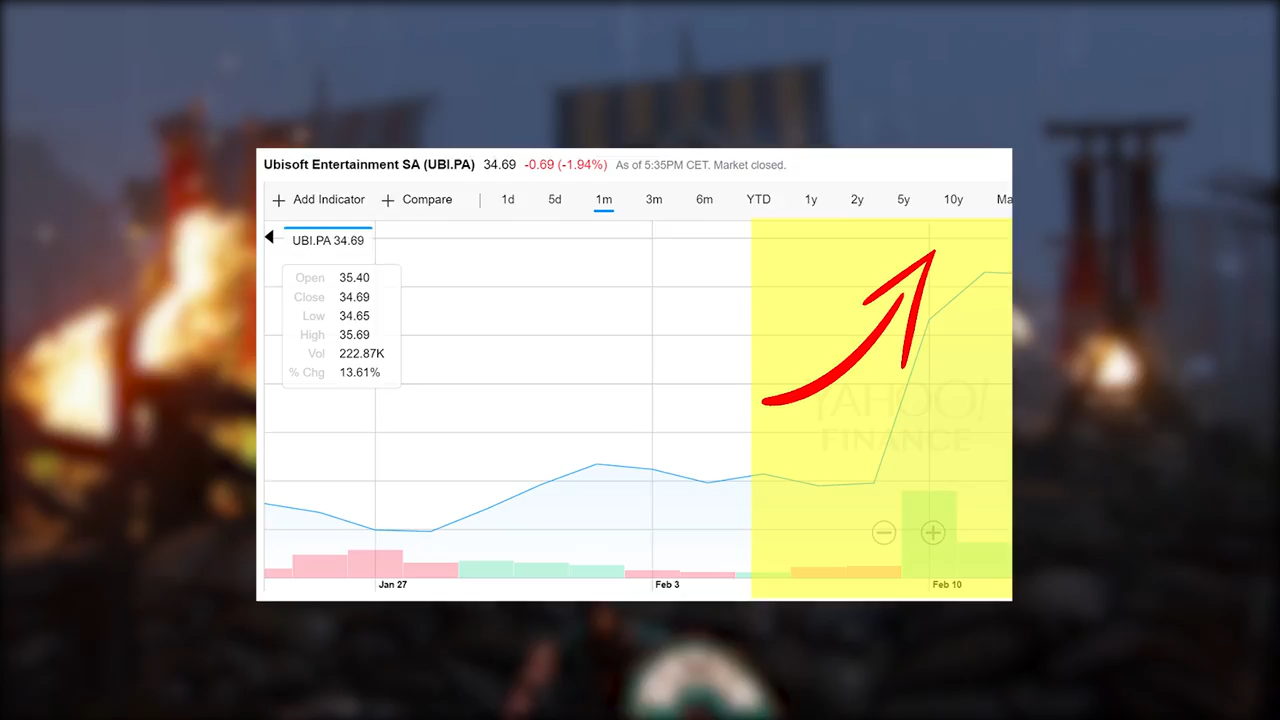 Ubisoft Entertainment SA (UBI.PA) 34.69 -0.69 (-1.94%) As of 5:35PM CET. Market closed.
+ Add Indicator + Compare 1d 5d 1m 3m 6m YTD 1y 2y 5y 10y Ma
UBI.PA 34.69
Open 35.40
Close 34.69
Low 34.65
High 35.69
Vol 222.87K
% Chg 13.61%
YAHOO!
FINANCE
Jan 27 Feb 3 Feb 10